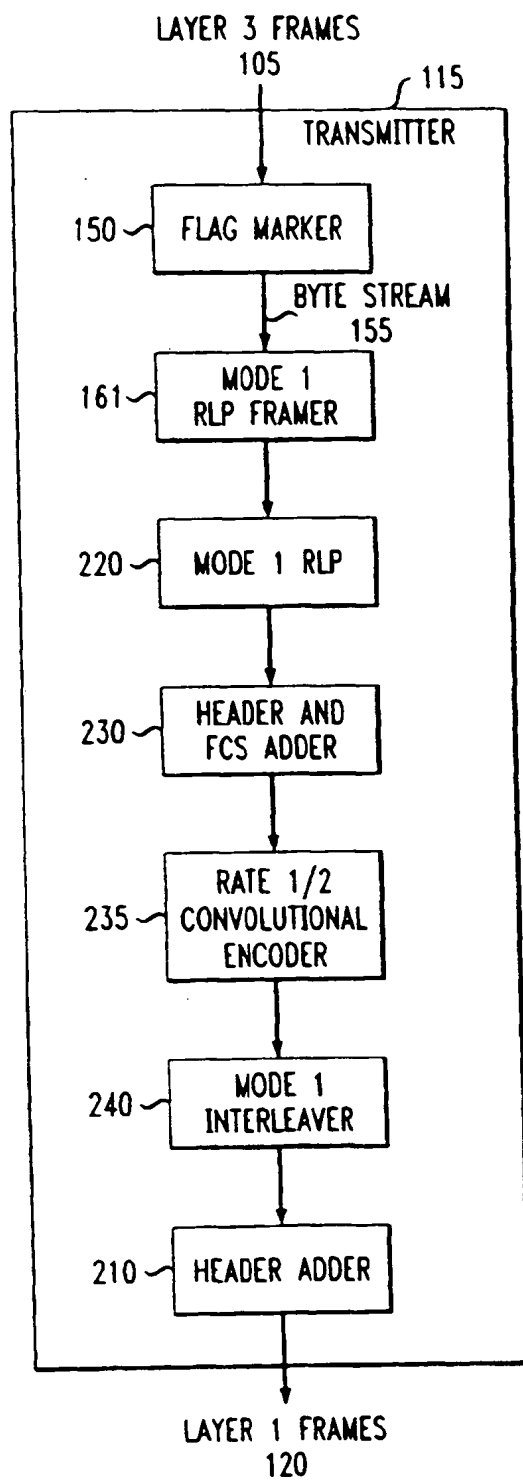 LAYER 3 FRAMES
105
115
TRANSMITTER
150
FLAG MARKER
BYTE STREAM
155
161
MODE 1
RLP FRAMER
220
MODE 1 RLP
230
HEADER AND
FCS ADDER
235
RATE 1/2
CONVOLUTIONAL
ENCODER
240
MODE 1
INTERLEAVER
210
HEADER ADDER
LAYER 1 FRAMES
120